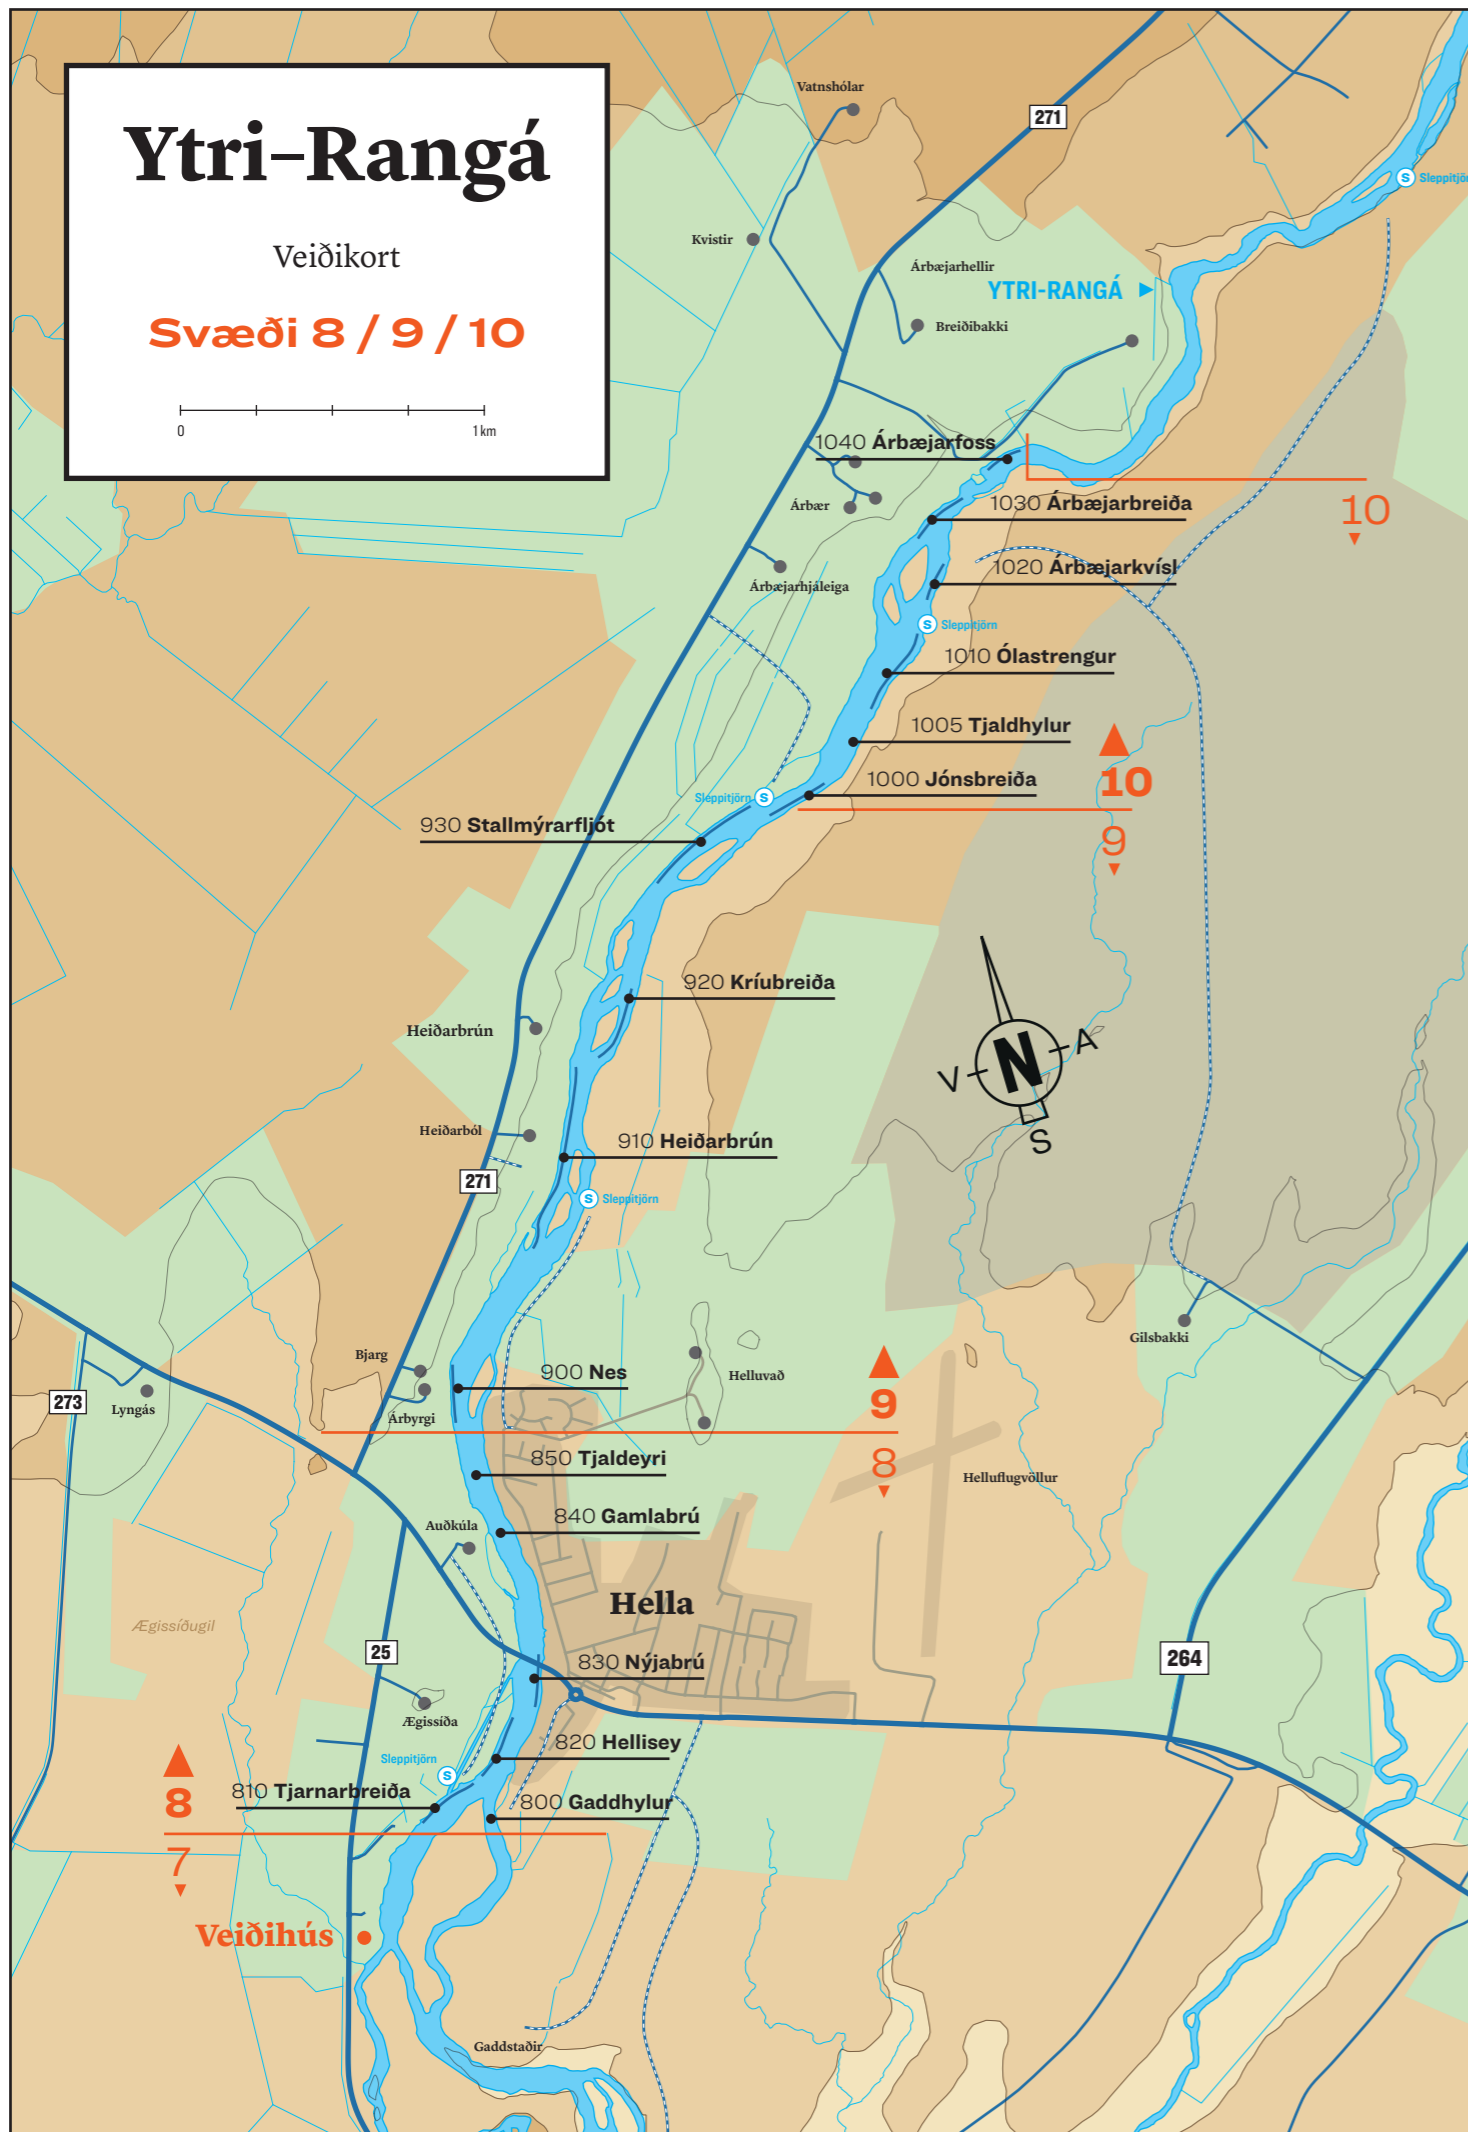 Ytri–Rangá
Veiðikort
Svæði 8 / 9 / 10
0 1 km
Vatnshólar
271
Sleppitjör
Kvistir
Árbæjarhellir
YTRI-RANGÁ
Breiðibakki
1040 Árbæjarfoss
Árbær
1030 Árbæjarbreiða
10
1020 Árbæjarkvísl
Árbæjarhjáleiga
S Sleppitjörn
1010 Ólastrengur
1005 Tjaldhylur
1000 Jónsbreiða
10
Sleppitjörn S
930 Stallmýrarfljót
9
920 Kríubreiða
Heiðarbrún
N
V A
S
Heiðarból
910 Heiðarbrún
271
S Sleppitjörn
Gilsbakki
Bjarg
900 Nes
Helluvað
9
273
Lyngás
Árbyrgi
850 Tjaldeyri
8
Helluflugvöllur
840 Gamlabrú
Auðkúla
Hella
Ægissíðugil
25
830 Nýjabrú
264
Ægissíða
820 Hellisey
Sleppitjörn
S
810 Tjarnarbreiða
8
800 Gaddhylur
7
Veiðihús
Gaddstaðir